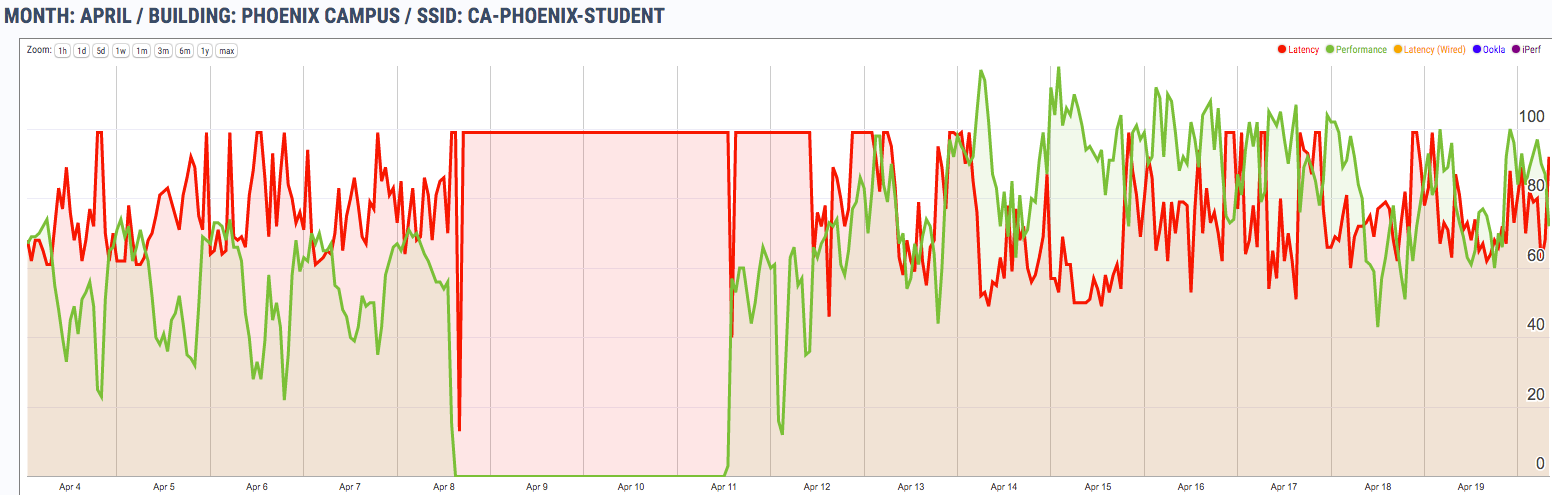 MONTH: APRIL / BUILDING: PHOENIX CAMPUS / SSID: CA-PHOENIX-STUDENT
Zoom: 1h 1d 5d 1w 1m 3m 6m 1y max
Latency Performance Latency (Wired) Ookla iPerf
100
80
60
40
20
0
Apr 4 Apr 5 Apr 6 Apr 7 Apr 8 Apr 9 Apr 10 Apr 11 Apr 12 Apr 13 Apr 14 Apr 15 Apr 16 Apr 17 Apr 18 Apr 19